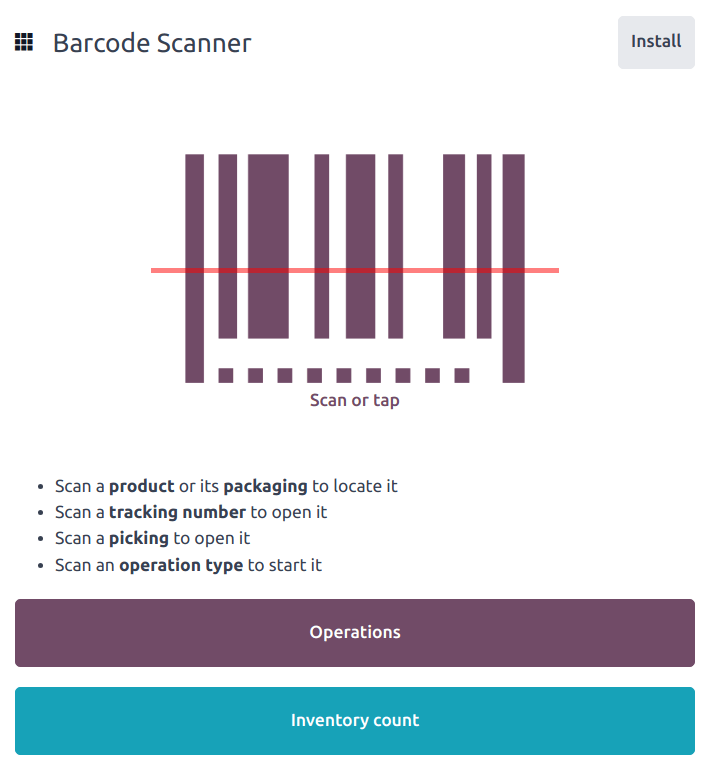 Barcode Scanner
Install
Scan or tap
Scan a product or its packaging to locate it
Scan a tracking number to open it
Scan a picking to open it
Scan an operation type to start it
Operations
Inventory count